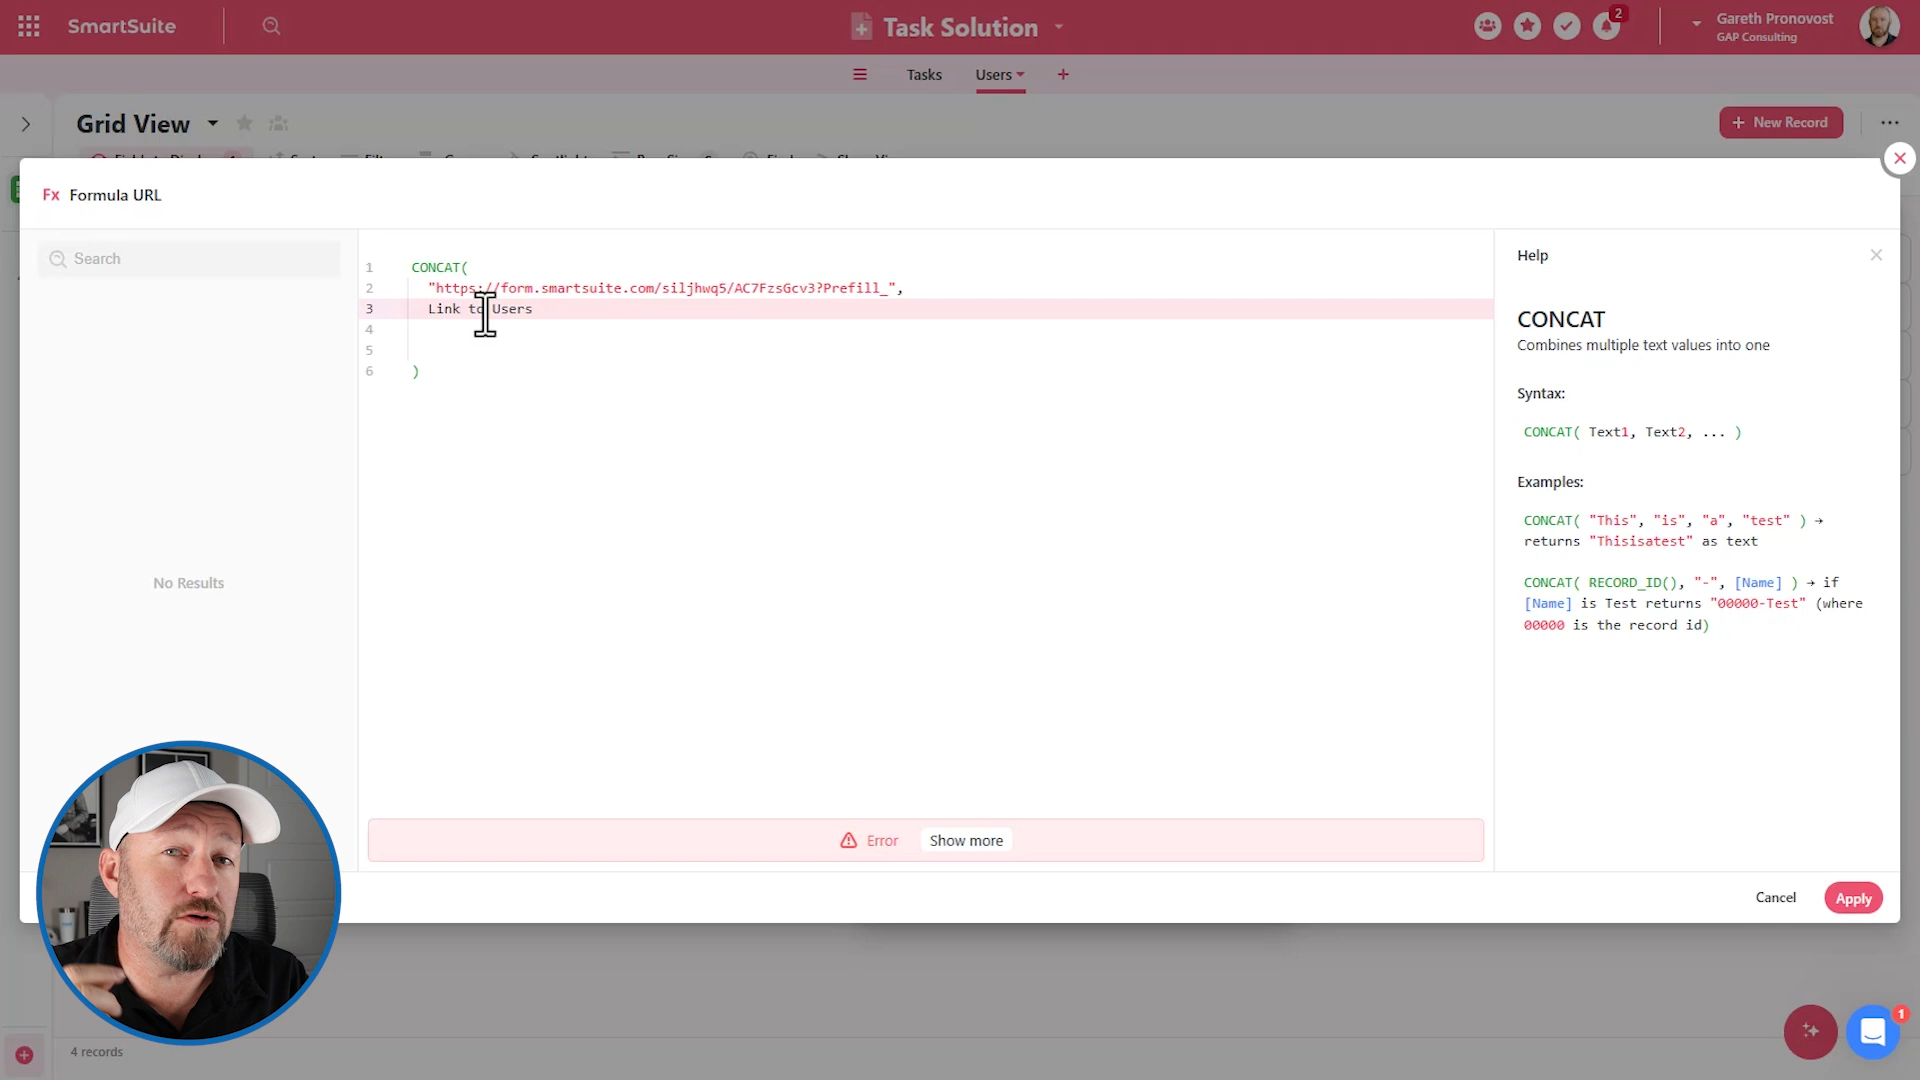 SmartSuite
Task Solution
2
Gareth Pronovost
GAP Consulting
Tasks
Users
Grid View
New Record
Fx Formula URL
Search
No Results
1 CONCAT(
2 "https://form.smartsuite.com/siljhwq5/AC7FzsGcv3?Prefill_",
3 Link to Users
4
5
6 )
Error
Show more
Help
CONCAT
Combines multiple text values into one
Syntax:
CONCAT( Text1, Text2, ... )
Examples:
CONCAT( "This", "is", "a", "test" ) →
returns "Thisisatest" as text
CONCAT( RECORD_ID(), "-", [Name] ) → if
[Name] is Test returns "00000-Test" (where
00000 is the record id)
Cancel
Apply
4 records
1